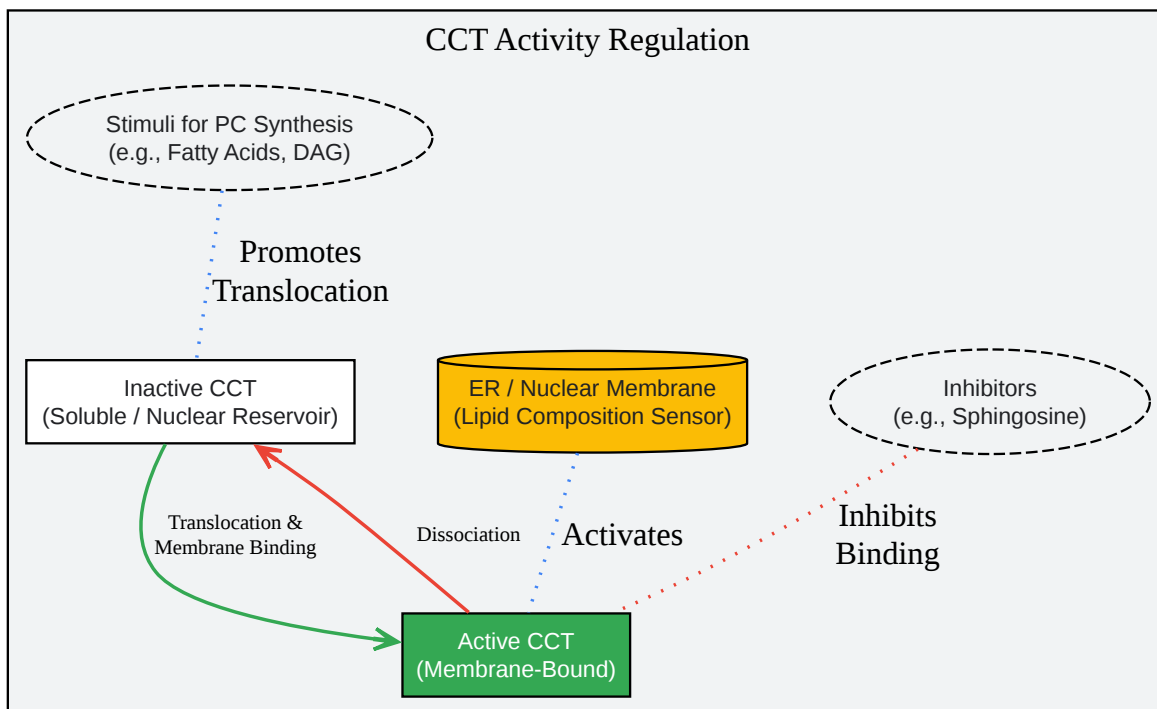 CCT Activity Regulation
Stimuli for PC Synthesis
(e.g., Fatty Acids, DAG)
Promotes
Translocation
Inactive CCT
(Soluble / Nuclear Reservoir)
ER / Nuclear Membrane
(Lipid Composition Sensor)
Inhibitors
(e.g., Sphingosine)
Translocation &
Membrane Binding
Dissociation
Activates
Inhibits
Binding
Active CCT
(Membrane-Bound)